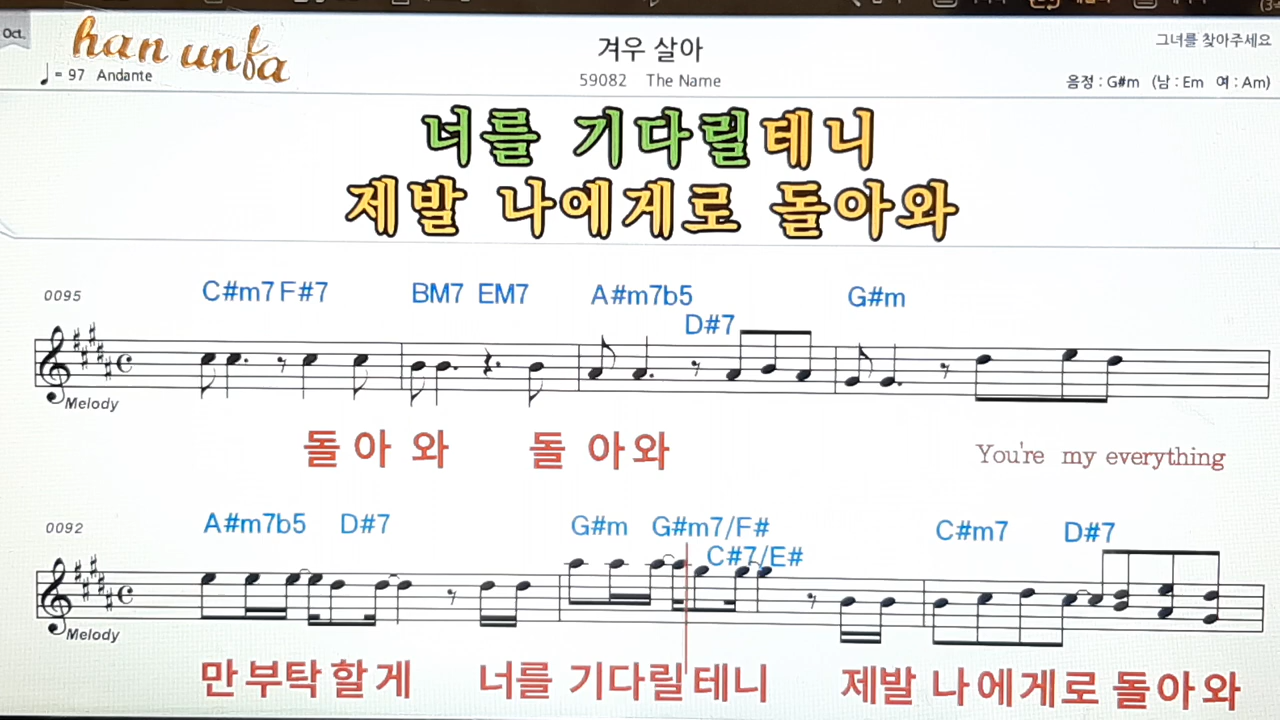 Oct.
han unfa
♩ = 97 Andante
겨우 살아
59082 The Name
그녀를 찾아주세요
음정 : G#m (남 : Em 여 : Am)
너를 기다릴테니
제발 나에게로 돌아와
0095
C#m7 F#7 BM7 EM7 A#m7b5 D#7 G#m
Melody
돌 아 와 돌 아 와 You're my everything
0092
A#m7b5 D#7 G#m G#m7/F# C#7/E# C#m7 D#7
Melody
만 부탁 할 게 너를 기다릴 테니 제발 나 에 게 로 돌 아 와